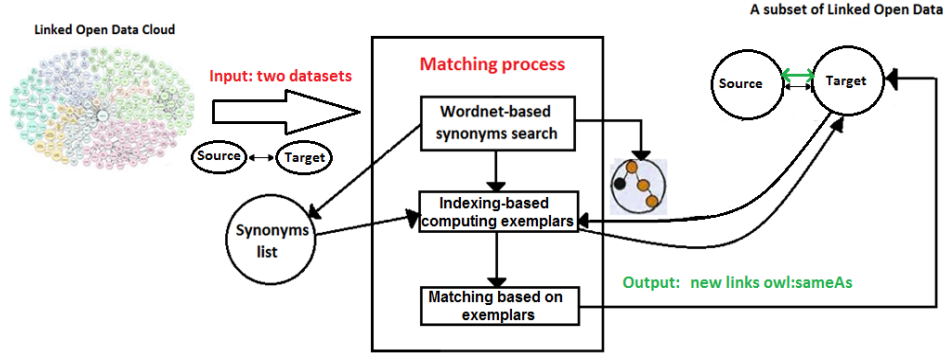 A subset of Linked Open Data
Linked Open Data Cloud
Input: two datasets
Matching process
Source
Target
Wordnet-based
synonyms search
Source
Target
Indexing-based
computing exemplars
Synonyms
list
Output: new links owl:sameAs
Matching based on
exemplars